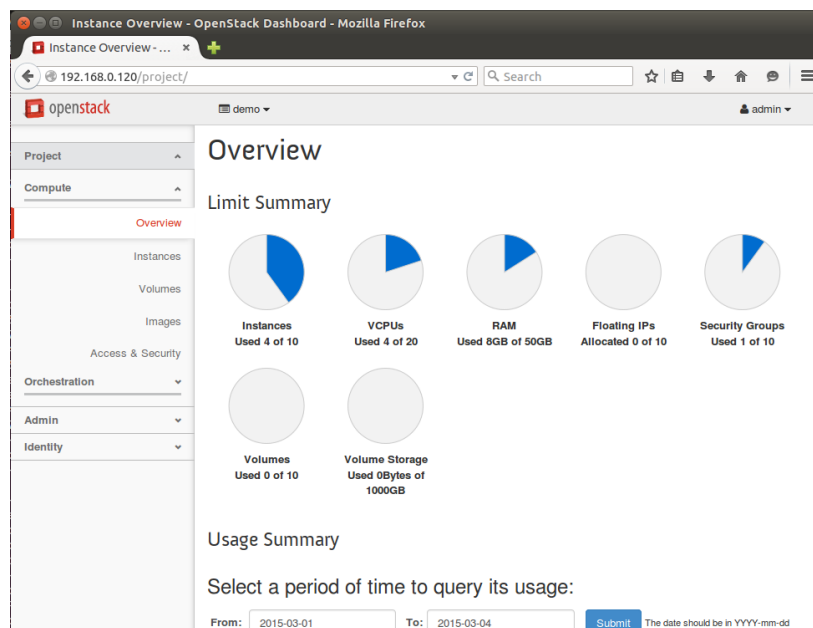 Instance Overview - OpenStack Dashboard - Mozilla Firefox
Instance Overview - ...
192.168.0.120/project/
Search
openstack
demo
admin
Project
Compute
Overview
Instances
Volumes
Images
Access & Security
Orchestration
Admin
Identity
Overview
Limit Summary
Instances
Used 4 of 10
VCPUs
Used 4 of 20
RAM
Used 8GB of 50GB
Floating IPs
Allocated 0 of 10
Security Groups
Used 1 of 10
Volumes
Used 0 of 10
Volume Storage
Used 0Bytes of
1000GB
Usage Summary
Select a period of time to query its usage:
From: 2015-03-01 To: 2015-03-04 Submit The date should be in YYYY-mm-dd